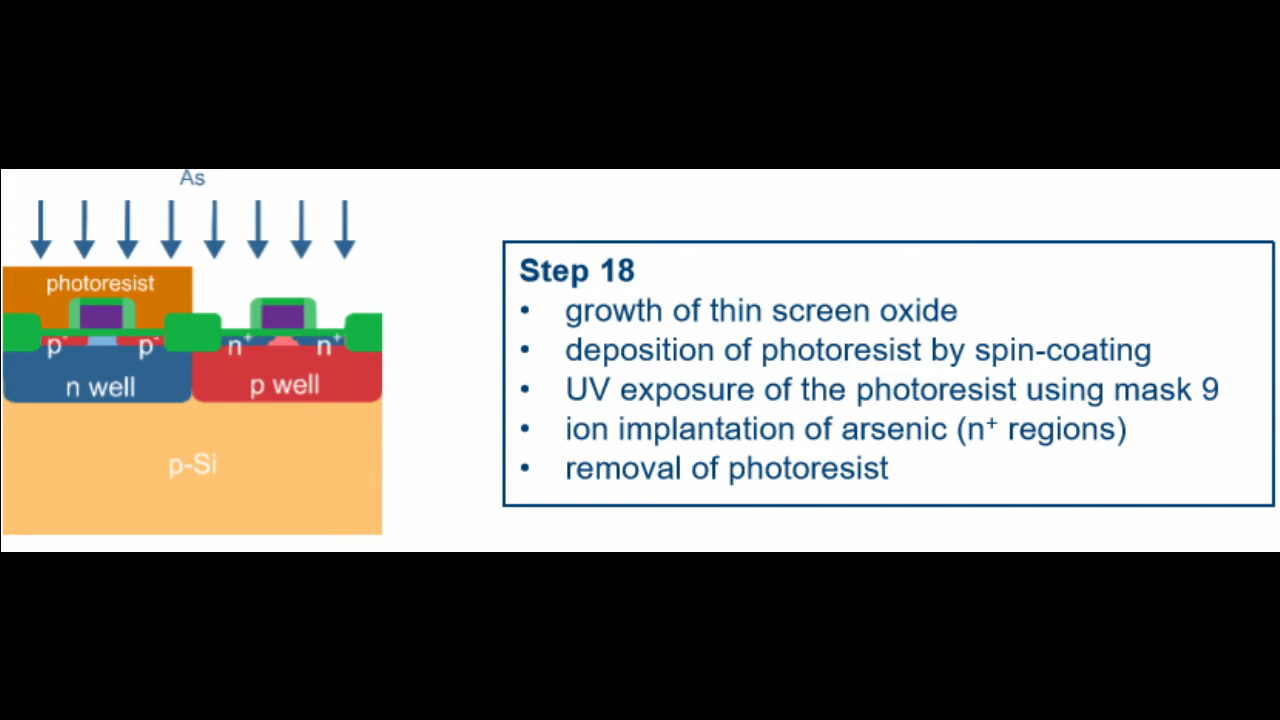 As
photoresist
p⁻ p⁻ n⁺ n⁺
n well p well
p-Si
Step 18
• growth of thin screen oxide
• deposition of photoresist by spin-coating
• UV exposure of the photoresist using mask 9
• ion implantation of arsenic (n⁺ regions)
• removal of photoresist